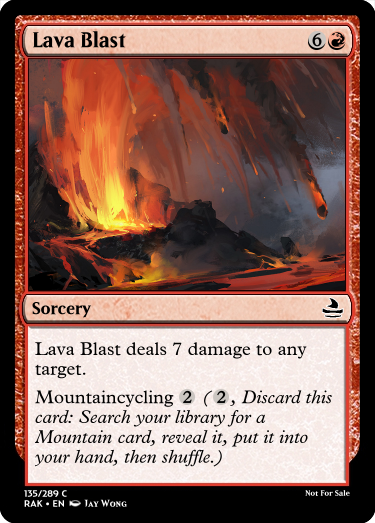 Lava Blast 6
Sorcery
Lava Blast deals 7 damage to any
target.
Mountaincycling 2 (2, Discard this
card: Search your library for a
Mountain card, reveal it, put it into
your hand, then shuffle.)
135/289 C
Not For Sale
RAK • EN Jay Wong